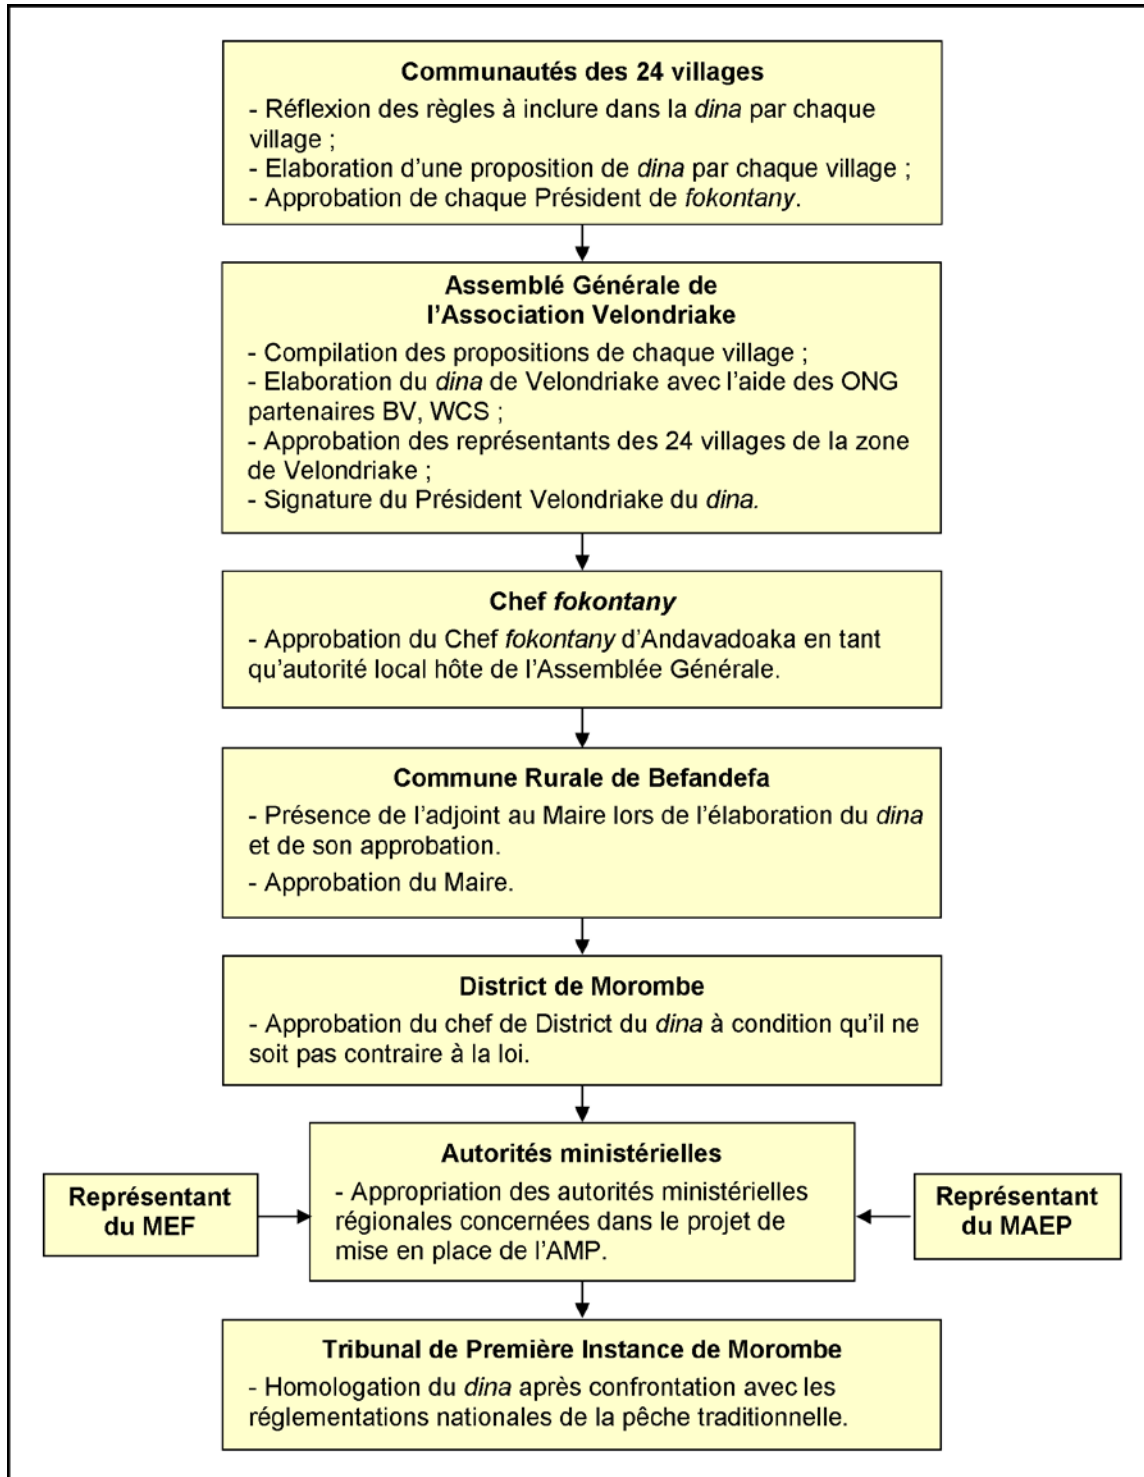 Communautés des 24 villages
- Réflexion des règles à inclure dans la dina par chaque
village ;
- Elaboration d’une proposition de dina par chaque village ;
- Approbation de chaque Président de fokontany.
Assemblé Générale de
l’Association Velondriake
- Compilation des propositions de chaque village ;
- Elaboration du dina de Velondriake avec l’aide des ONG
partenaires BV, WCS ;
- Approbation des représentants des 24 villages de la zone
de Velondriake ;
- Signature du Président Velondriake du dina.
Chef fokontany
- Approbation du Chef fokontany d’Andavadoaka en tant
qu’autorité local hôte de l’Assemblée Générale.
Commune Rurale de Befandefa
- Présence de l’adjoint au Maire lors de l’élaboration du dina
et de son approbation.
- Approbation du Maire.
District de Morombe
- Approbation du chef de District du dina à condition qu’il ne
soit pas contraire à la loi.
Autorités ministérielles
- Appropriation des autorités ministérielles
régionales concernées dans le projet de
mise en place de l’AMP.
Représentant
du MEF
Représentant
du MAEP
Tribunal de Première Instance de Morombe
- Homologation du dina après confrontation avec les
réglementations nationales de la pêche traditionnelle.